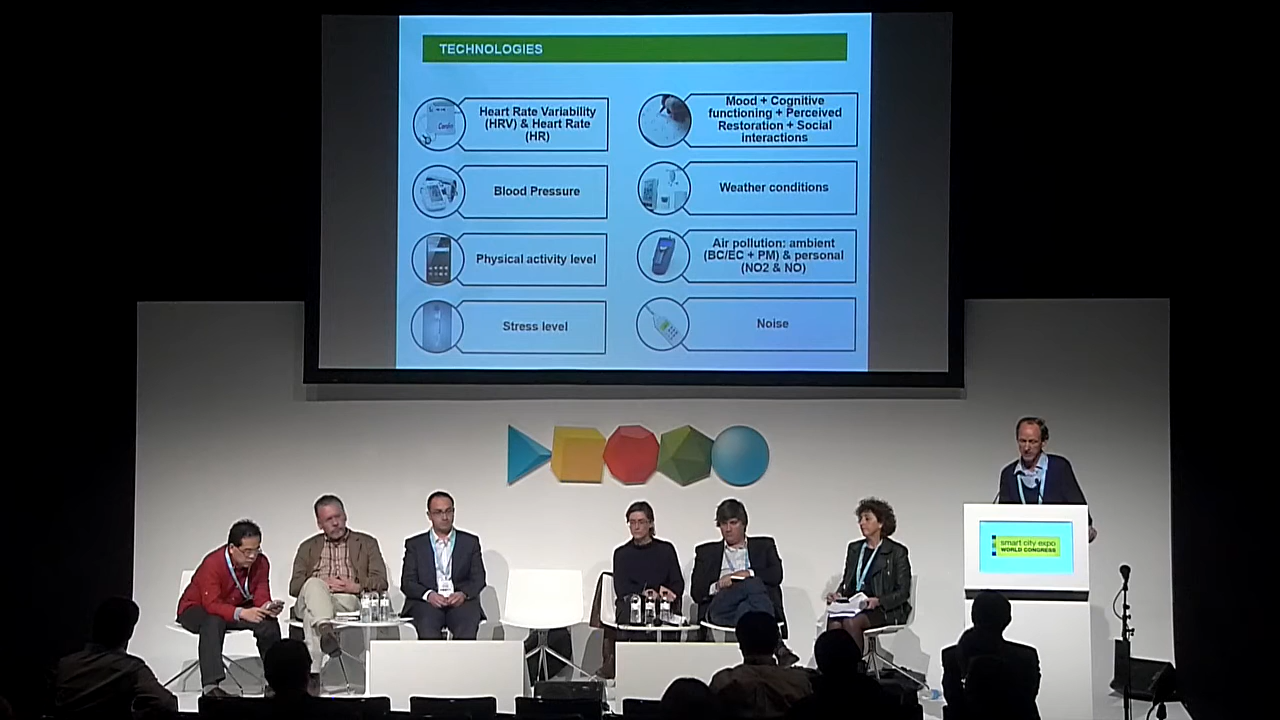 TECHNOLOGIES
Heart Rate Variability
(HRV) & Heart Rate
(HR)
Blood Pressure
Physical activity level
Stress level
Mood + Cognitive
functioning + Perceived
Restoration + Social
interactions
Weather conditions
Air pollution: ambient
(BC/EC + PM) & personal
(NO2 & NO)
Noise
smart city expo
WORLD CONGRESS